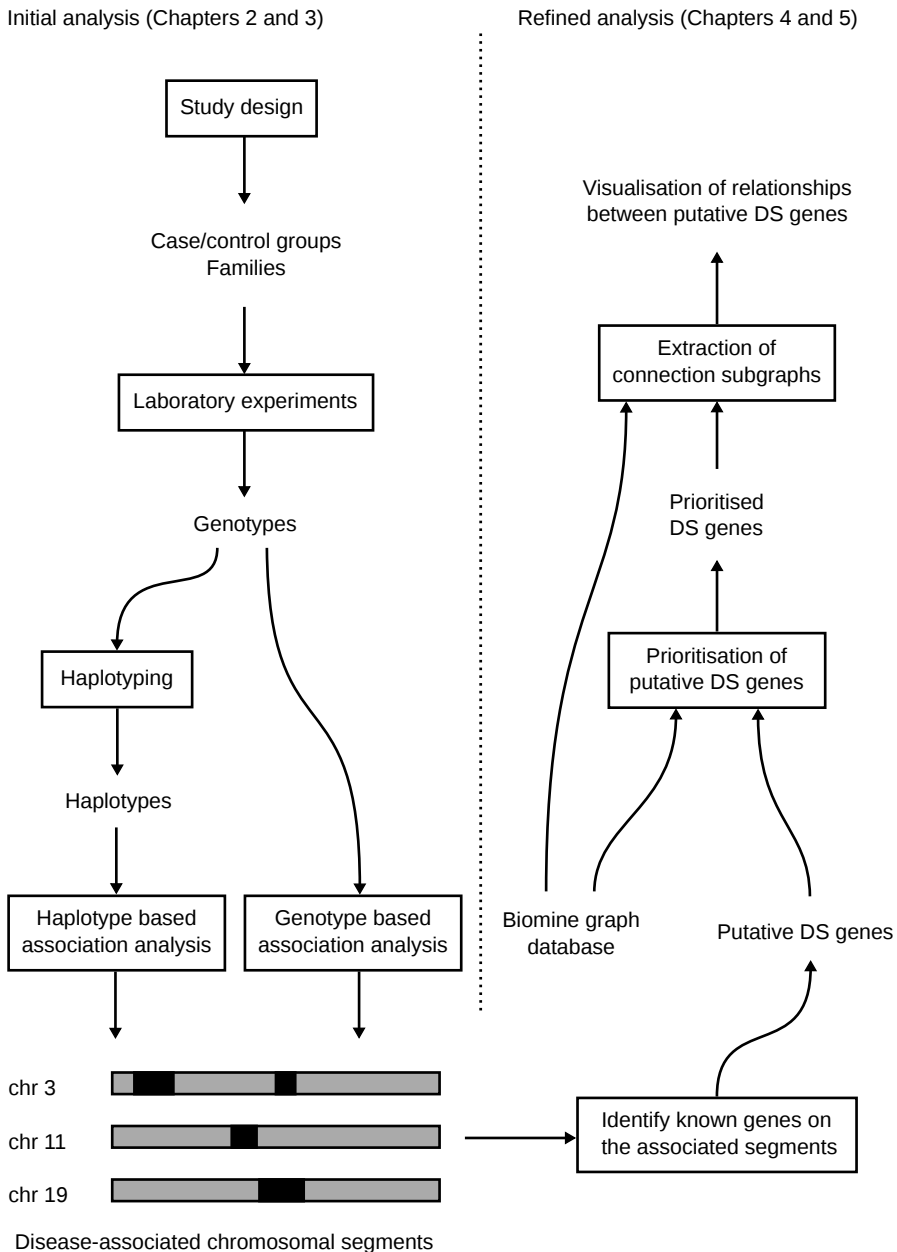 Initial analysis (Chapters 2 and 3)
Study design
Case/control groups
Families
Laboratory experiments
Genotypes
Haplotyping
Haplotypes
Haplotype based
association analysis
Genotype based
association analysis
chr 3
chr 11
chr 19
Disease-associated chromosomal segments
Refined analysis (Chapters 4 and 5)
Visualisation of relationships
between putative DS genes
Extraction of
connection subgraphs
Prioritised
DS genes
Prioritisation of
putative DS genes
Biomine graph
database
Putative DS genes
Identify known genes on
the associated segments